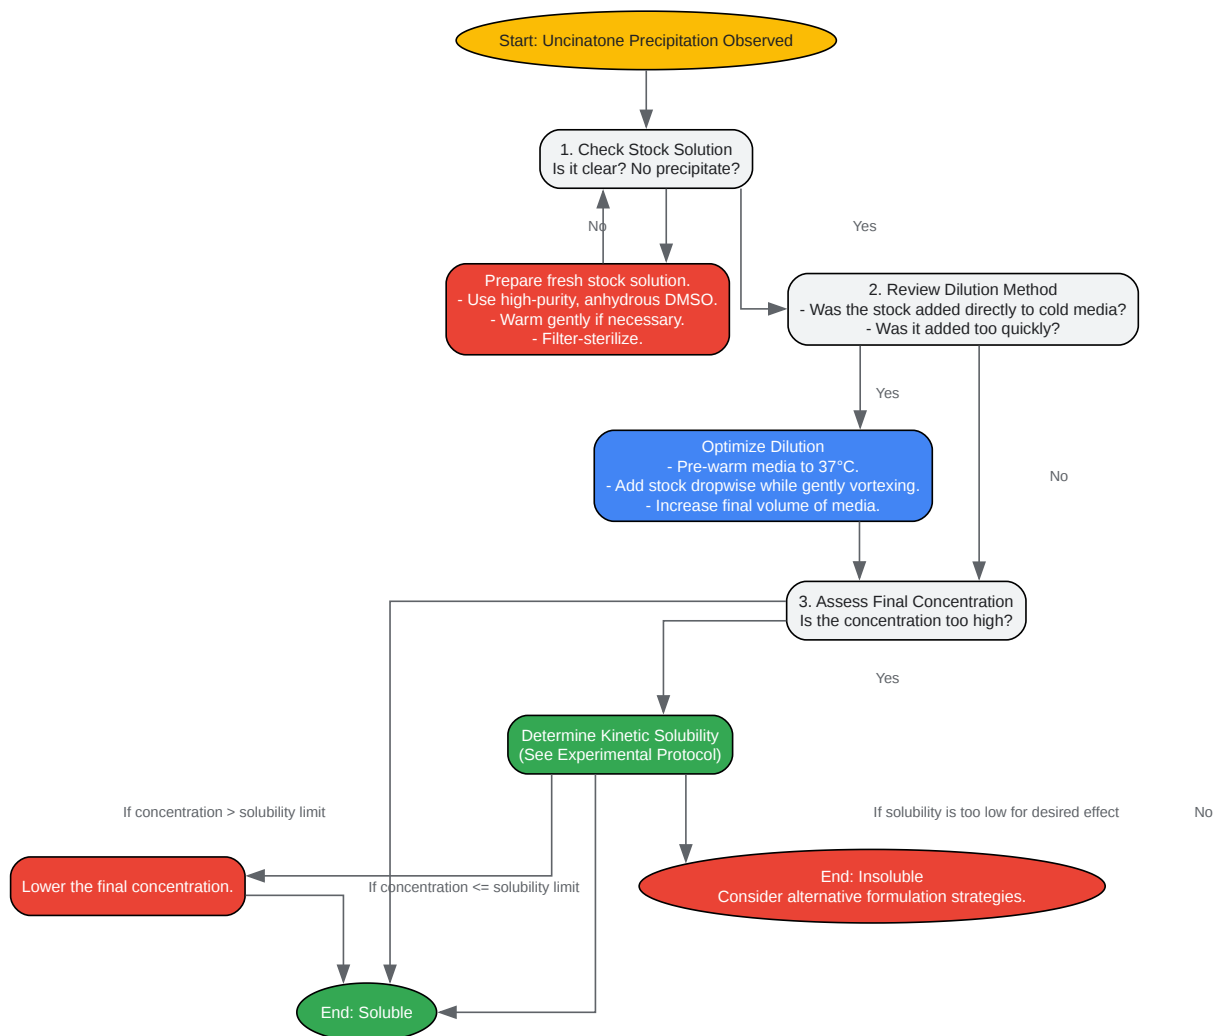 Start: Uncinatone Precipitation Observed
1. Check Stock Solution
Is it clear? No precipitate?
No
Yes
Prepare fresh stock solution.
- Use high-purity, anhydrous DMSO.
- Warm gently if necessary.
- Filter-sterilize.
2. Review Dilution Method
- Was the stock added directly to cold media?
- Was it added too quickly?
Yes
Optimize Dilution
- Pre-warm media to 37°C.
- Add stock dropwise while gently vortexing.
- Increase final volume of media.
No
3. Assess Final Concentration
Is the concentration too high?
Yes
Determine Kinetic Solubility
(See Experimental Protocol)
If concentration > solubility limit
If solubility is too low for desired effect
No
Lower the final concentration.
If concentration <= solubility limit
End: Insoluble
Consider alternative formulation strategies.
End: Soluble